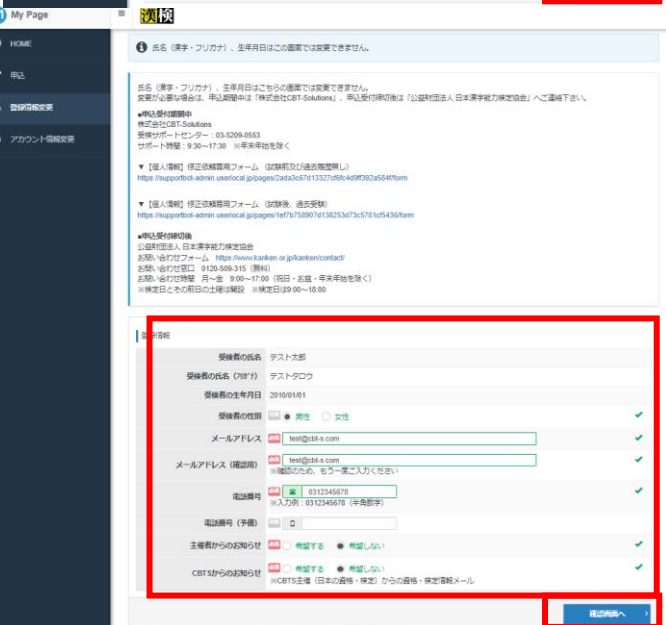 My Page
漢検
HOME
申込
登録情報変更
アカウント情報変更
氏名（漢字・フリガナ）、生年月日はこの画面では変更できません。
氏名（漢字・フリガナ）、生年月日はこちらの画面では変更できません。
変更が必要な場合は、申込期間中は「株式会社CBT-Solutions」、申込受付締切後は「公益財団法人 日本漢字能力検定協会」へご連絡下さい。
■申込受付期間中
株式会社CBT-Solutions
受検サポートセンター：03-5209-0553
サポート時間：9:30～17:30 ※年末年始を除く
▼【個人情報】修正依頼専用フォーム（試験前及び過去履歴無し）
https://supportbot-admin.userlocal.jp/pages/2ada3c67d13327cf6fc4d9ff392a584f/form
▼【個人情報】修正依頼専用フォーム（試験後、過去受験）
https://supportbot-admin.userlocal.jp/pages/1ef7b758907d138253d73c5781cf5436/form
■申込受付締切後
公益財団法人 日本漢字能力検定協会
お問い合わせフォーム https://www.kanken.or.jp/kanken/contact/
お問い合わせ窓口 0120-509-315（無料）
お問い合わせ時間 月～金 9:00～17:00（祝日・お盆・年末年始を除く）
※検定日とその前日の土曜は開設 ※検定日は9:00～18:00
登録情報
受検者の氏名 テスト太郎
受検者の氏名（フリガナ） テストタロウ
受検者の生年月日 2010/01/01
受検者の性別 男性 女性
メールアドレス test@cbt-s.com
メールアドレス（確認用） test@cbt-s.com
※確認のため、もう一度ご入力ください
電話番号 0312345678
※入力例：0312345678（半角数字）
電話番号（予備）
主催者からのお知らせ 希望する 希望しない
CBTSからのお知らせ 希望する 希望しない
※CBTS主催（日本の資格・検定）からの資格・検定情報メール
確認画面へ